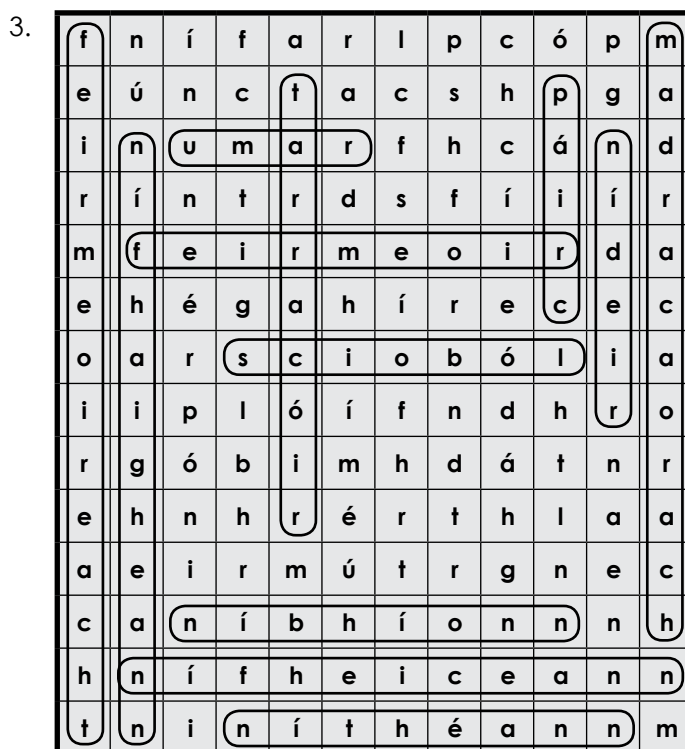 3.
f n í f a r l p c ó p m
e ú n c t a c s h p g a
i n u m a r f h c á n d
r í n t r d s f í i í r
m f e i r m e o i r d a
e h é g a h í r e c e c
o a r s c i o b ó l i a
i i p l ó í f n d h r o
r g ó b i m h d á t n r
e h n h r é r t h l a a
a e i r m ú t r g n e c
c a n í b h í o n n n h
h n í f h e i c e a n n
t n i n í t h é a n n m